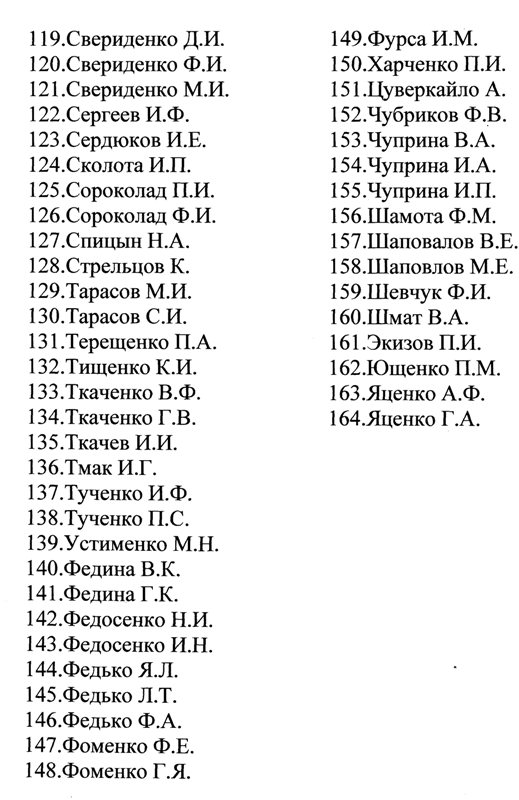 119.Свериденко Д.И.
120.Свериденко Ф.И.
121.Свериденко М.И.
122.Сергеев И.Ф.
123.Сердюков И.Е.
124.Сколота И.П.
125.Сороколад П.И.
126.Сороколад Ф.И.
127.Спицын Н.А.
128.Стрельцов К.
129.Тарасов М.И.
130.Тарасов С.И.
131.Терещенко П.А.
132.Тищенко К.И.
133.Ткаченко В.Ф.
134.Ткаченко Г.В.
135.Ткачев И.И.
136.Тмак И.Г.
137.Тученко И.Ф.
138.Тученко П.С.
139.Устименко М.Н.
140.Федина В.К.
141.Федина Г.К.
142.Федосенко Н.И.
143.Федосенко И.Н.
144.Федько Я.Л.
145.Федько Л.Т.
146.Федько Ф.А.
147.Фоменко Ф.Е.
148.Фоменко Г.Я.
149.Фурса И.М.
150.Харченко П.И.
151.Цуверкайло А.
152.Чубриков Ф.В.
153.Чуприна В.А.
154.Чуприна И.А.
155.Чуприна И.П.
156.Шамота Ф.М.
157.Шаповалов В.Е.
158.Шаповлов М.Е.
159.Шевчук Ф.И.
160.Шмат В.А.
161.Экизов П.И.
162.Ющенко П.М.
163.Яценко А.Ф.
164.Яценко Г.А.